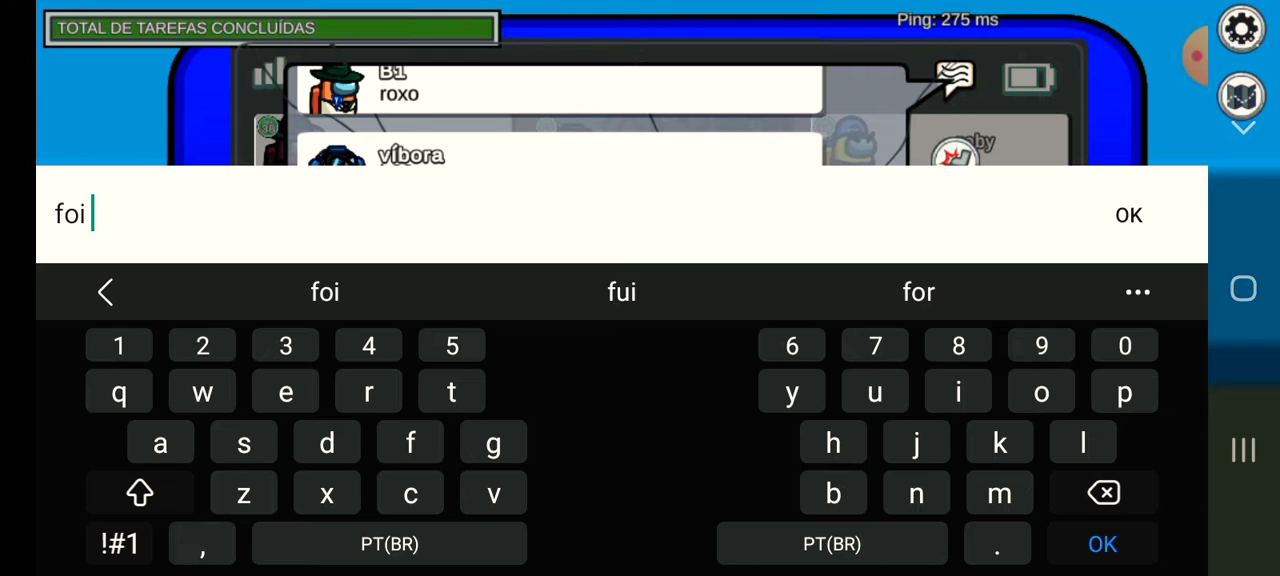 TOTAL DE TAREFAS CONCLUÍDAS
Ping: 275 ms
B1
roxo
víbora
foi
OK
foi fui for ...
1 2 3 4 5 6 7 8 9 0
q w e r t y u i o p
a s d f g h j k l
z x c v b n m
!#1 , PT(BR) PT(BR) . OK